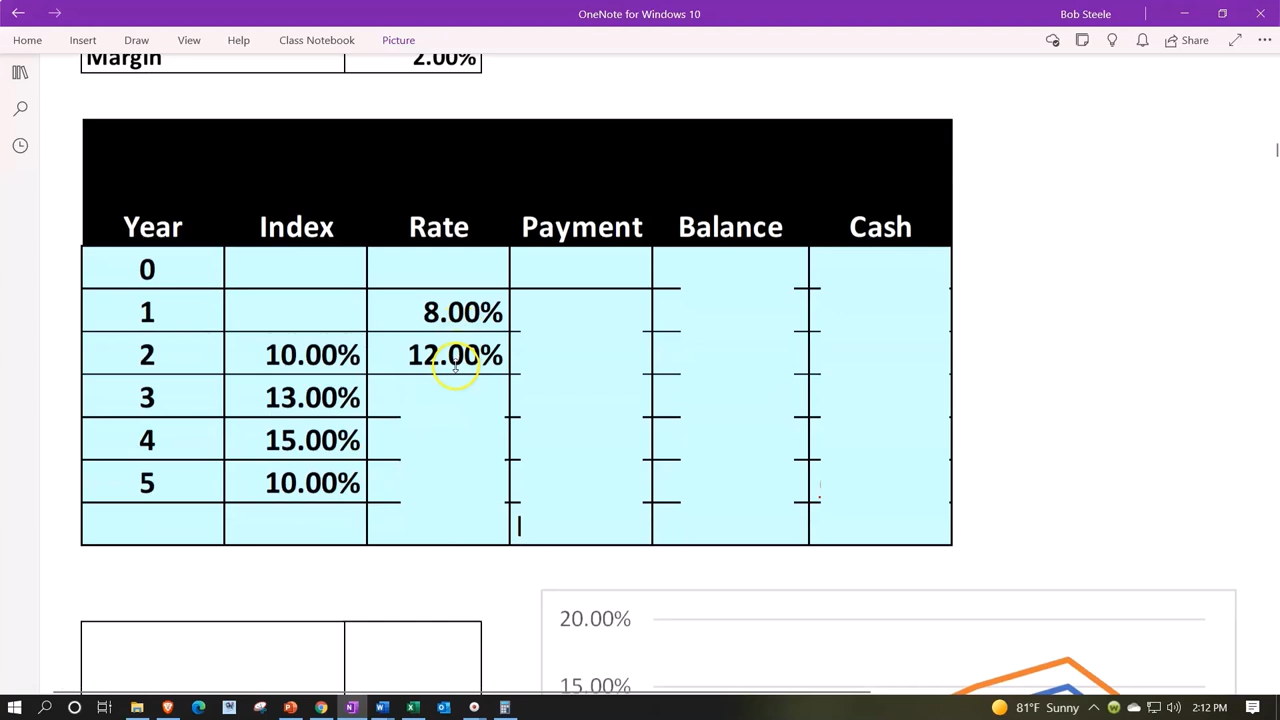 OneNote for Windows 10
Bob Steele
Home Insert Draw View Help Class Notebook Picture
Share
Margin 2.00%
Year Index Rate Payment Balance Cash
0
1 8.00%
2 10.00% 12.00%
3 13.00%
4 15.00%
5 10.00%
20.00%
15.00%
81°F Sunny
2:12 PM